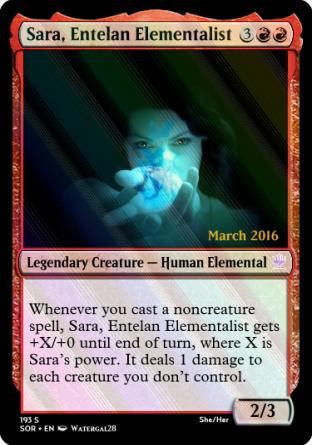 Sara, Entelan Elementalist 3
March 2016
Legendary Creature — Human Elemental
Whenever you cast a noncreature
spell, Sara, Entelan Elementalist gets
+X/+0 until end of turn, where X is
Sara's power. It deals 1 damage to
each creature you don't control.
2/3
193 S
She/Her
SOR • EN Watergal28